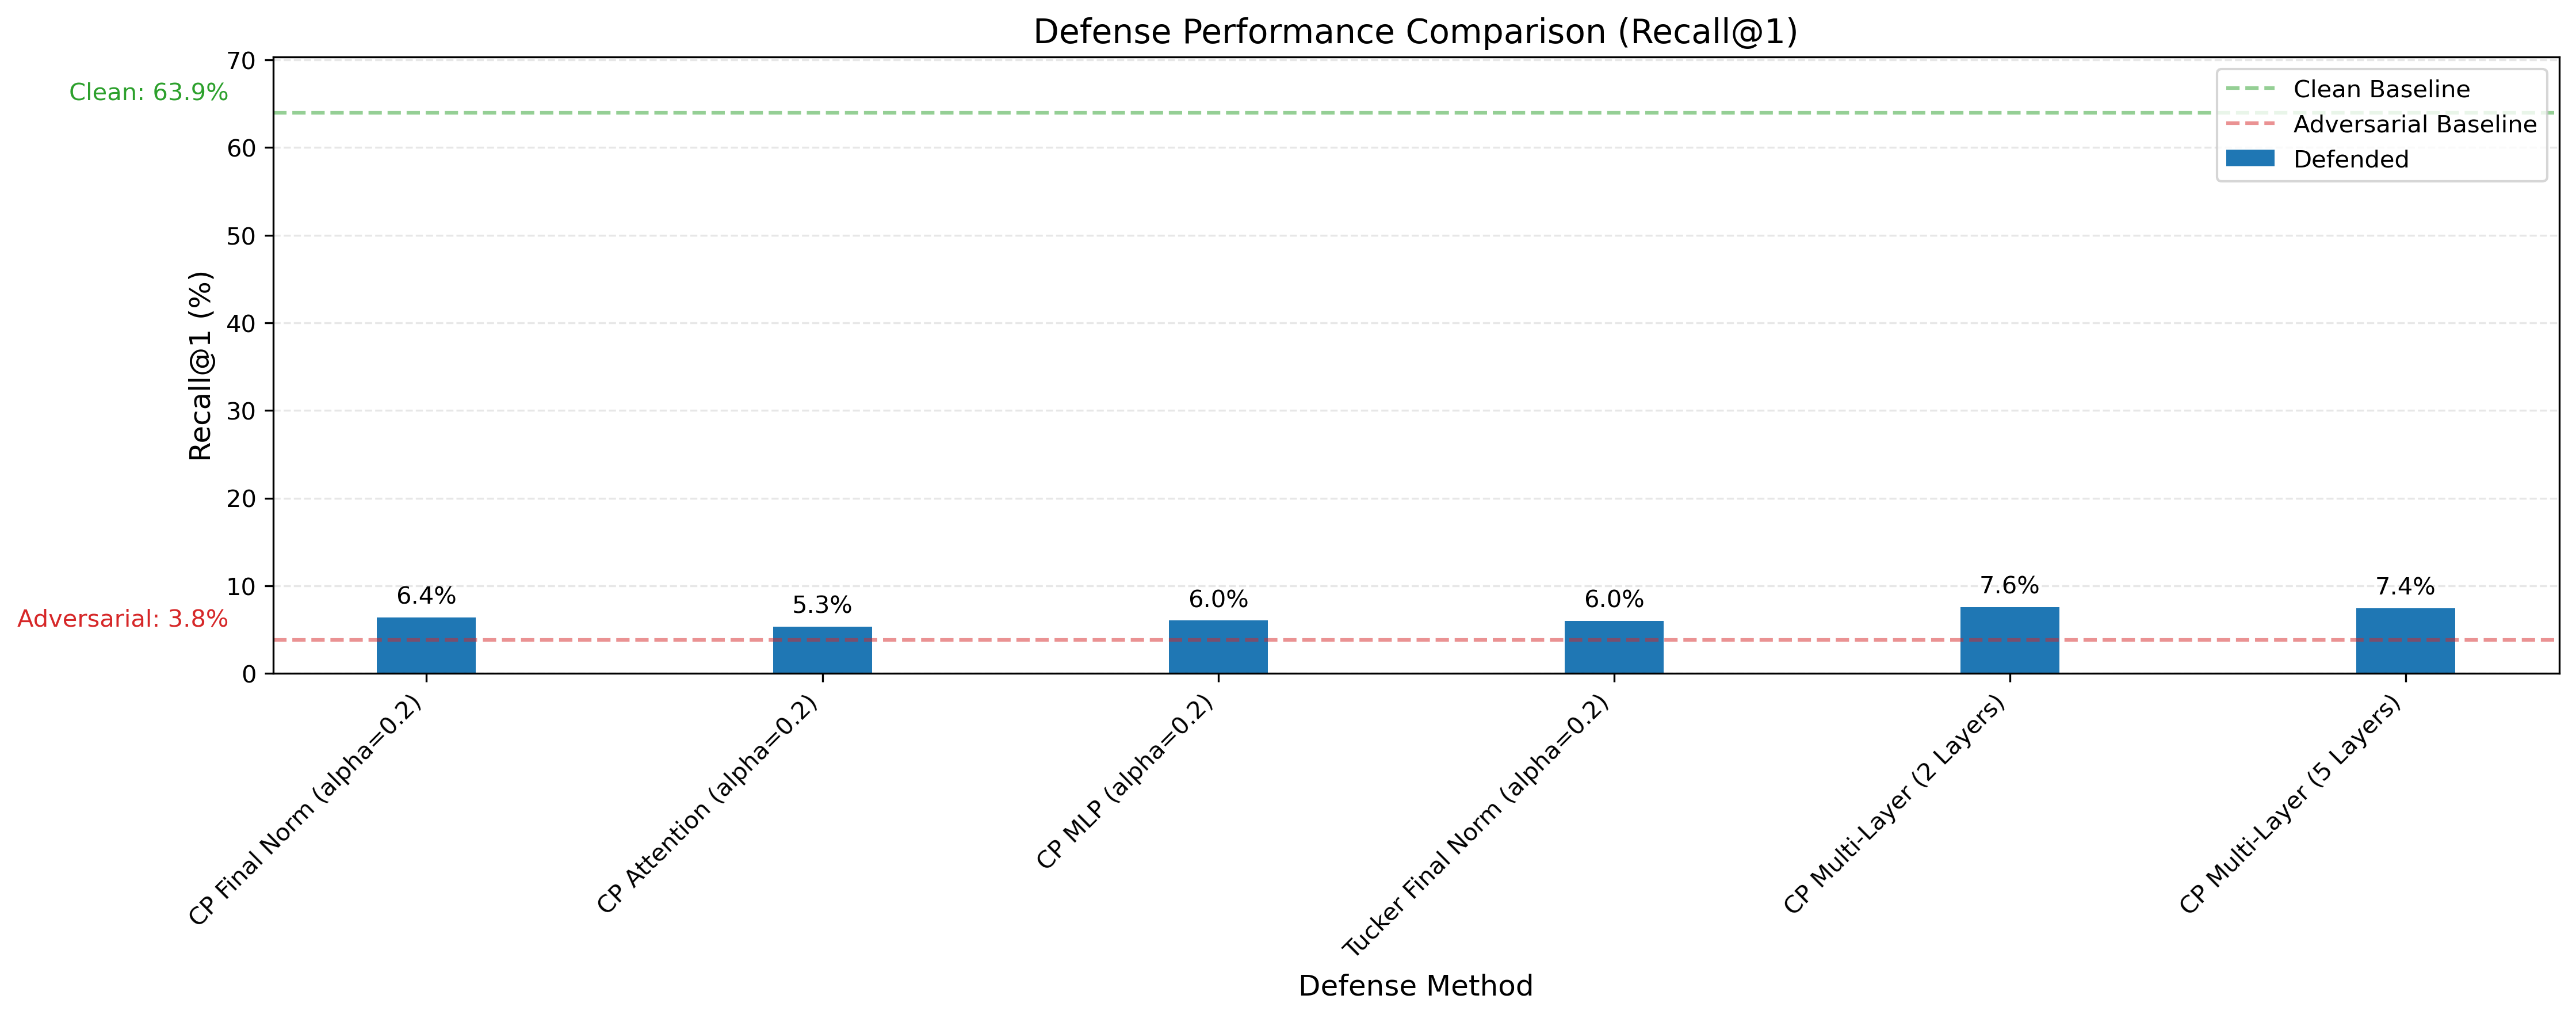 Defense Performance Comparison (Recall@1)
Clean: 63.9%
Adversarial: 3.8%
Recall@1 (%)
70
60
50
40
30
20
10
0
Clean Baseline
Adversarial Baseline
Defended
6.4%
5.3%
6.0%
6.0%
7.6%
7.4%
CP Final Norm (alpha=0.2)
CP Attention (alpha=0.2)
CP MLP (alpha=0.2)
Tucker Final Norm (alpha=0.2)
CP Multi-Layer (2 Layers)
CP Multi-Layer (5 Layers)
Defense Method